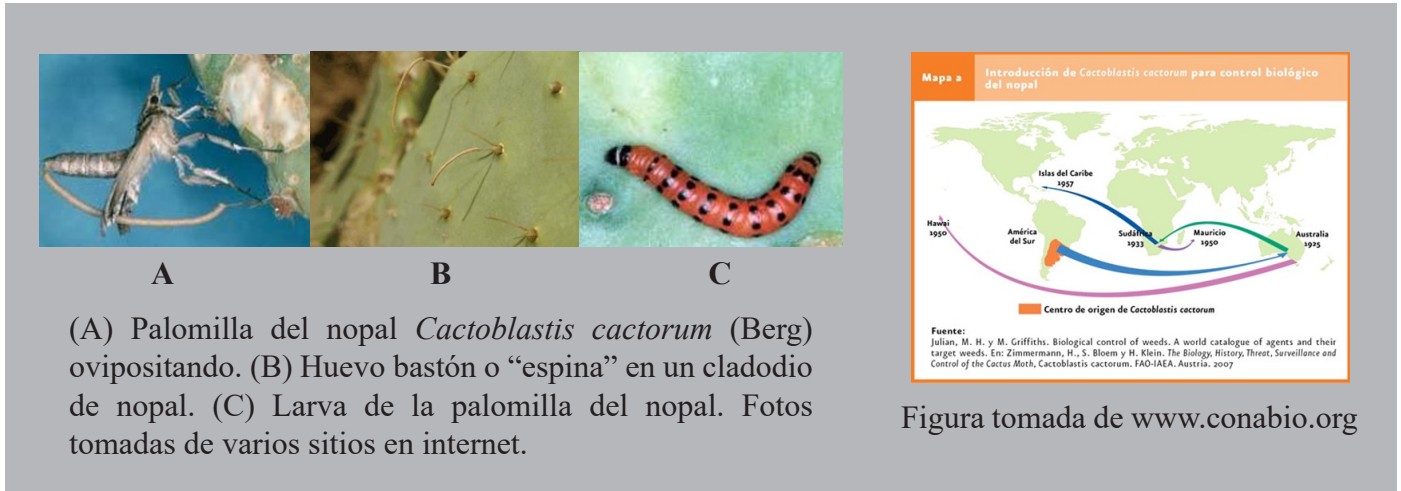 A
B
C
(A) Palomilla del nopal Cactoblastis cactorum (Berg)
ovipositando. (B) Huevo bastón o “espina” en un cladodio
de nopal. (C) Larva de la palomilla del nopal. Fotos
tomadas de varios sitios en internet.
Mapa a
Introducción de Cactoblastis cactorum para control biológico
del nopal
Islas del Caribe
1957
Hawai
1950
América
del Sur
Sudáfrica
1933
Mauricio
1950
Australia
1925
Centro de origen de Cactoblastis cactorum
Fuente:
Julian, M. H. y M. Griffiths. Biological control of weeds. A world catalogue of agents and their
target weeds. En: Zimmermann, H., S. Bloem y H. Klein. The Biology, History, Threat, Surveillance and
Control of the Cactus Moth, Cactoblastis cactorum. FAO-IAEA. Austria. 2007
Figura tomada de www.conabio.org